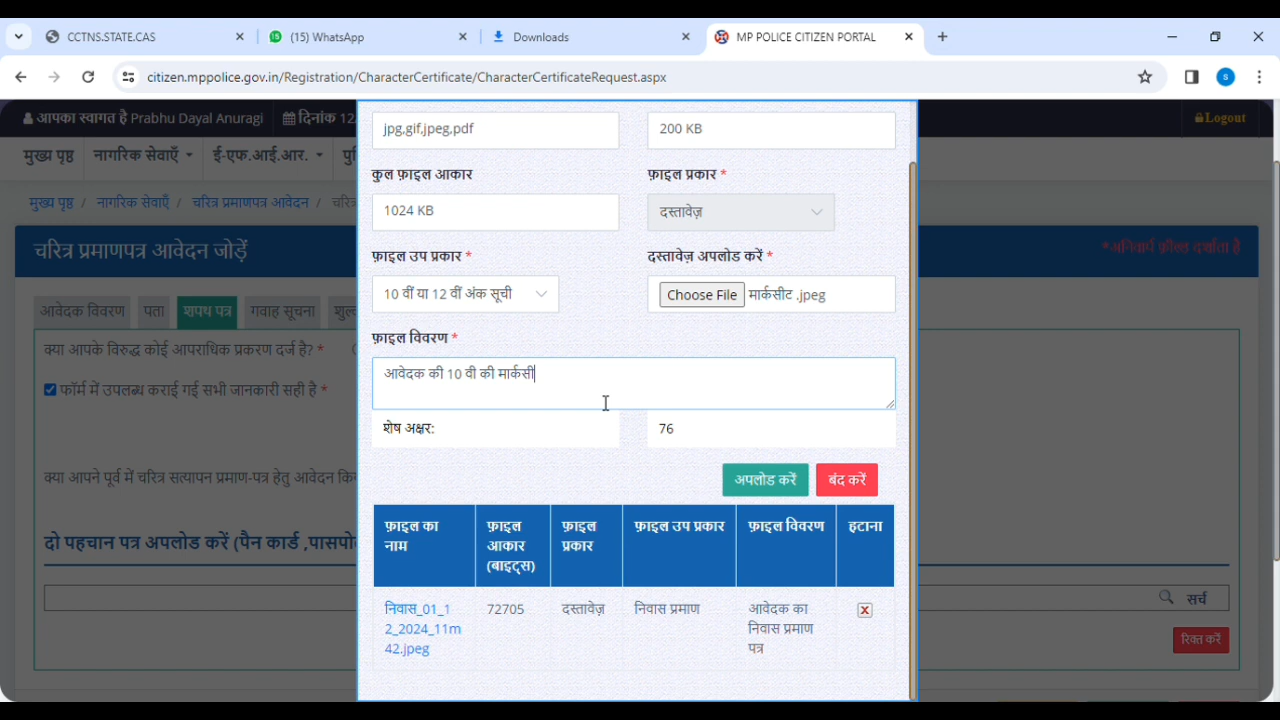 CCTNS.STATE.CAS
(15) WhatsApp
Downloads
MP POLICE CITIZEN PORTAL
citizen.mppolice.gov.in/Registration/CharacterCertificate/CharacterCertificateRequest.aspx
S
आपका स्वागत है Prabhu Dayal Anuragi
दिनांक 12
Logout
मुख्य पृष्ठ
नागरिक सेवाएँ
ई-एफ.आई.आर.
पु
मुख्य पृष्ठ / नागरिक सेवाएँ / चरित्र प्रमाणपत्र आवेदन /
चरित्र प्रमाणपत्र आवेदन जोड़ें
*अनिवार्य फ़ील्ड दर्शाता है
आवेदक विवरण
पता
शपथ पत्र
गवाह सूचना
क्या आपके विरुद्ध कोई आपराधिक प्रकरण दर्ज है? *
फॉर्म में उपलब्ध कराई गई सभी जानकारी सही है *
क्या आपने पूर्व में चरित्र सत्यापन प्रमाण-पत्र हेतु आवेदन
दो पहचान पत्र अपलोड करें (पैन कार्ड ,
सर्च
रिक्त करें
jpg,gif,jpeg,pdf
200 KB
कुल फ़ाइल आकार
फ़ाइल प्रकार *
1024 KB
दस्तावेज़
फ़ाइल उप प्रकार *
दस्तावेज़ अपलोड करें *
10 वीं या 12 वीं अंक सूची
Choose File मार्कसीट .jpeg
फ़ाइल विवरण *
आवेदक की 10 वी की मार्कसी
शेष अक्षर:
76
अपलोड करें
बंद करें
फ़ाइल का
नाम
फ़ाइल
आकार
(बाइट्स)
फ़ाइल
प्रकार
फ़ाइल उप प्रकार
फ़ाइल विवरण
हटाना
निवास_01_1
2_2024_11m
42.jpeg
72705
दस्तावेज़
निवास प्रमाण
आवेदक का
निवास प्रमाण
पत्र
x